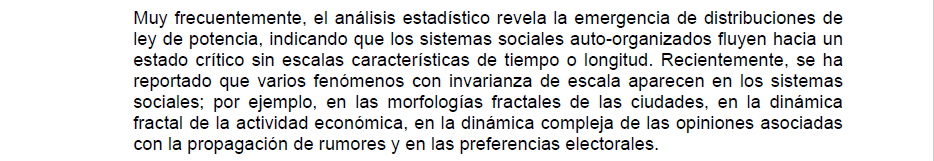 Muy frecuentemente, el análisis estadístico revela la emergencia de distribuciones de
ley de potencia, indicando que los sistemas sociales auto-organizados fluyen hacia un
estado crítico sin escalas características de tiempo o longitud. Recientemente, se ha
reportado que varios fenómenos con invarianza de escala aparecen en los sistemas
sociales; por ejemplo, en las morfologías fractales de las ciudades, en la dinámica
fractal de la actividad económica, en la dinámica compleja de las opiniones asociadas
con la propagación de rumores y en las preferencias electorales.